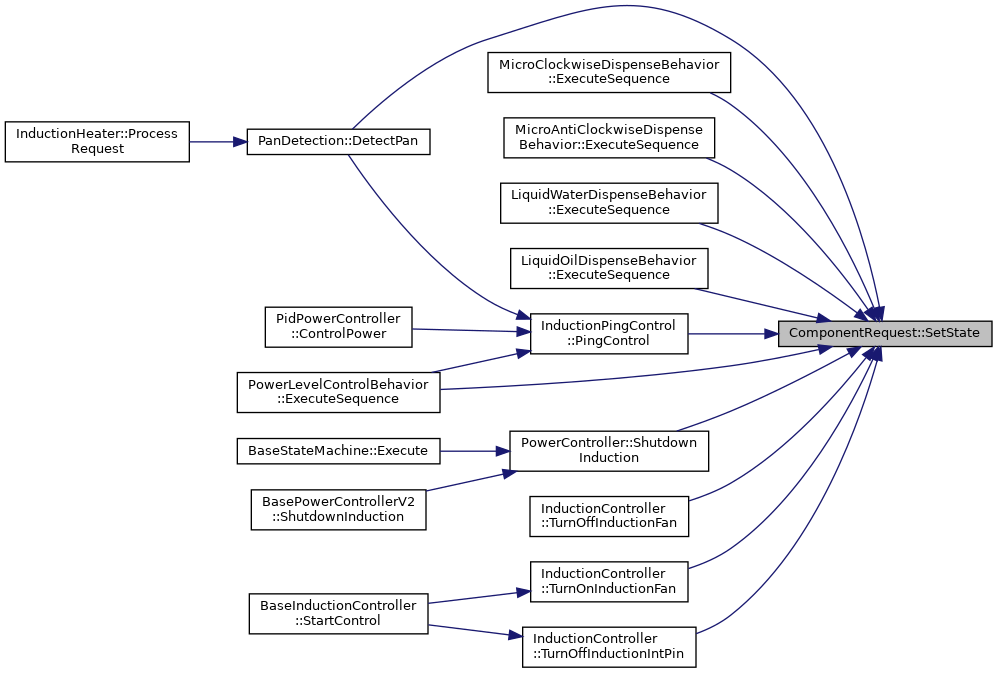 MicroClockwiseDispenseBehavior
::ExecuteSequence
InductionHeater::Process
Request
PanDetection::DetectPan
MicroAntiClockwiseDispense
Behavior::ExecuteSequence
LiquidWaterDispenseBehavior
::ExecuteSequence
LiquidOilDispenseBehavior
::ExecuteSequence
PidPowerController
::ControlPower
InductionPingControl
::PingControl
ComponentRequest::SetState
PowerLevelControlBehavior
::ExecuteSequence
BaseStateMachine::Execute
PowerController::Shutdown
Induction
BasePowerControllerV2
::ShutdownInduction
InductionController
::TurnOffInductionFan
InductionController
::TurnOnInductionFan
BaseInductionController
::StartControl
InductionController
::TurnOffInductionIntPin